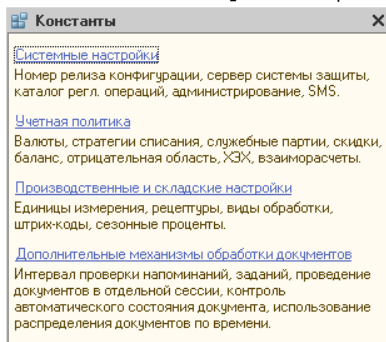 Константы
Системные настройки
Номер релиза конфигурации, сервер системы защиты,
каталог регл. операций, администрирование, SMS.
Учетная политика
Валюты, стратегии списания, служебные партии, скидки,
баланс, отрицательная область, ХЭХ, взаиморасчеты.
Производственные и складские настройки
Единицы измерения, рецептуры, виды обработки,
штрих-коды, сезонные проценты.
Дополнительные механизмы обработки документов
Интервал проверки напоминаний, заданий, проведение
документов в отдельной сессии, контроль
автоматического состояния документа, использование
распределения документов по времени.